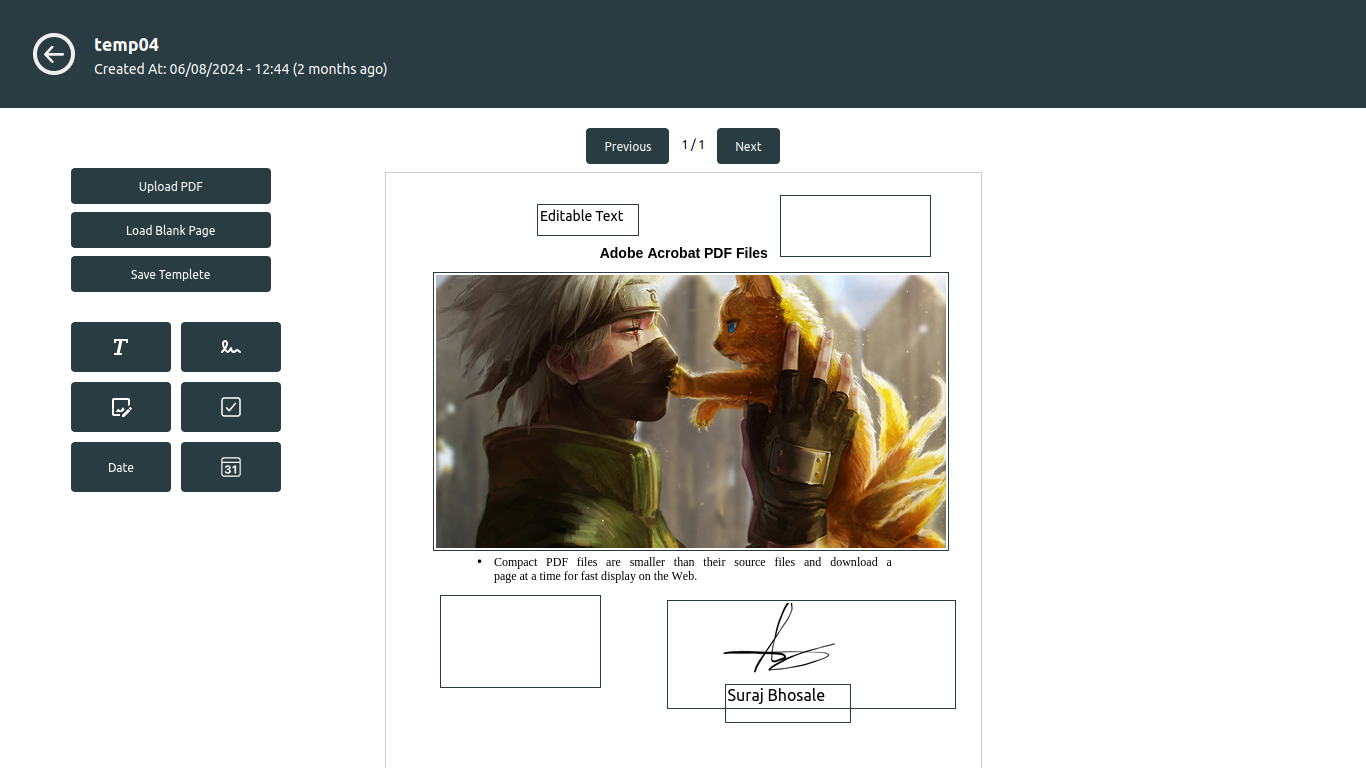 temp04
Created At: 06/08/2024 - 12:44 (2 months ago)
Previous
1 / 1
Next
Upload PDF
Load Blank Page
Save Templete
T
Date
31
Editable Text
Adobe Acrobat PDF Files
• Compact PDF files are smaller than their source files and download a
page at a time for fast display on the Web.
Suraj Bhosale